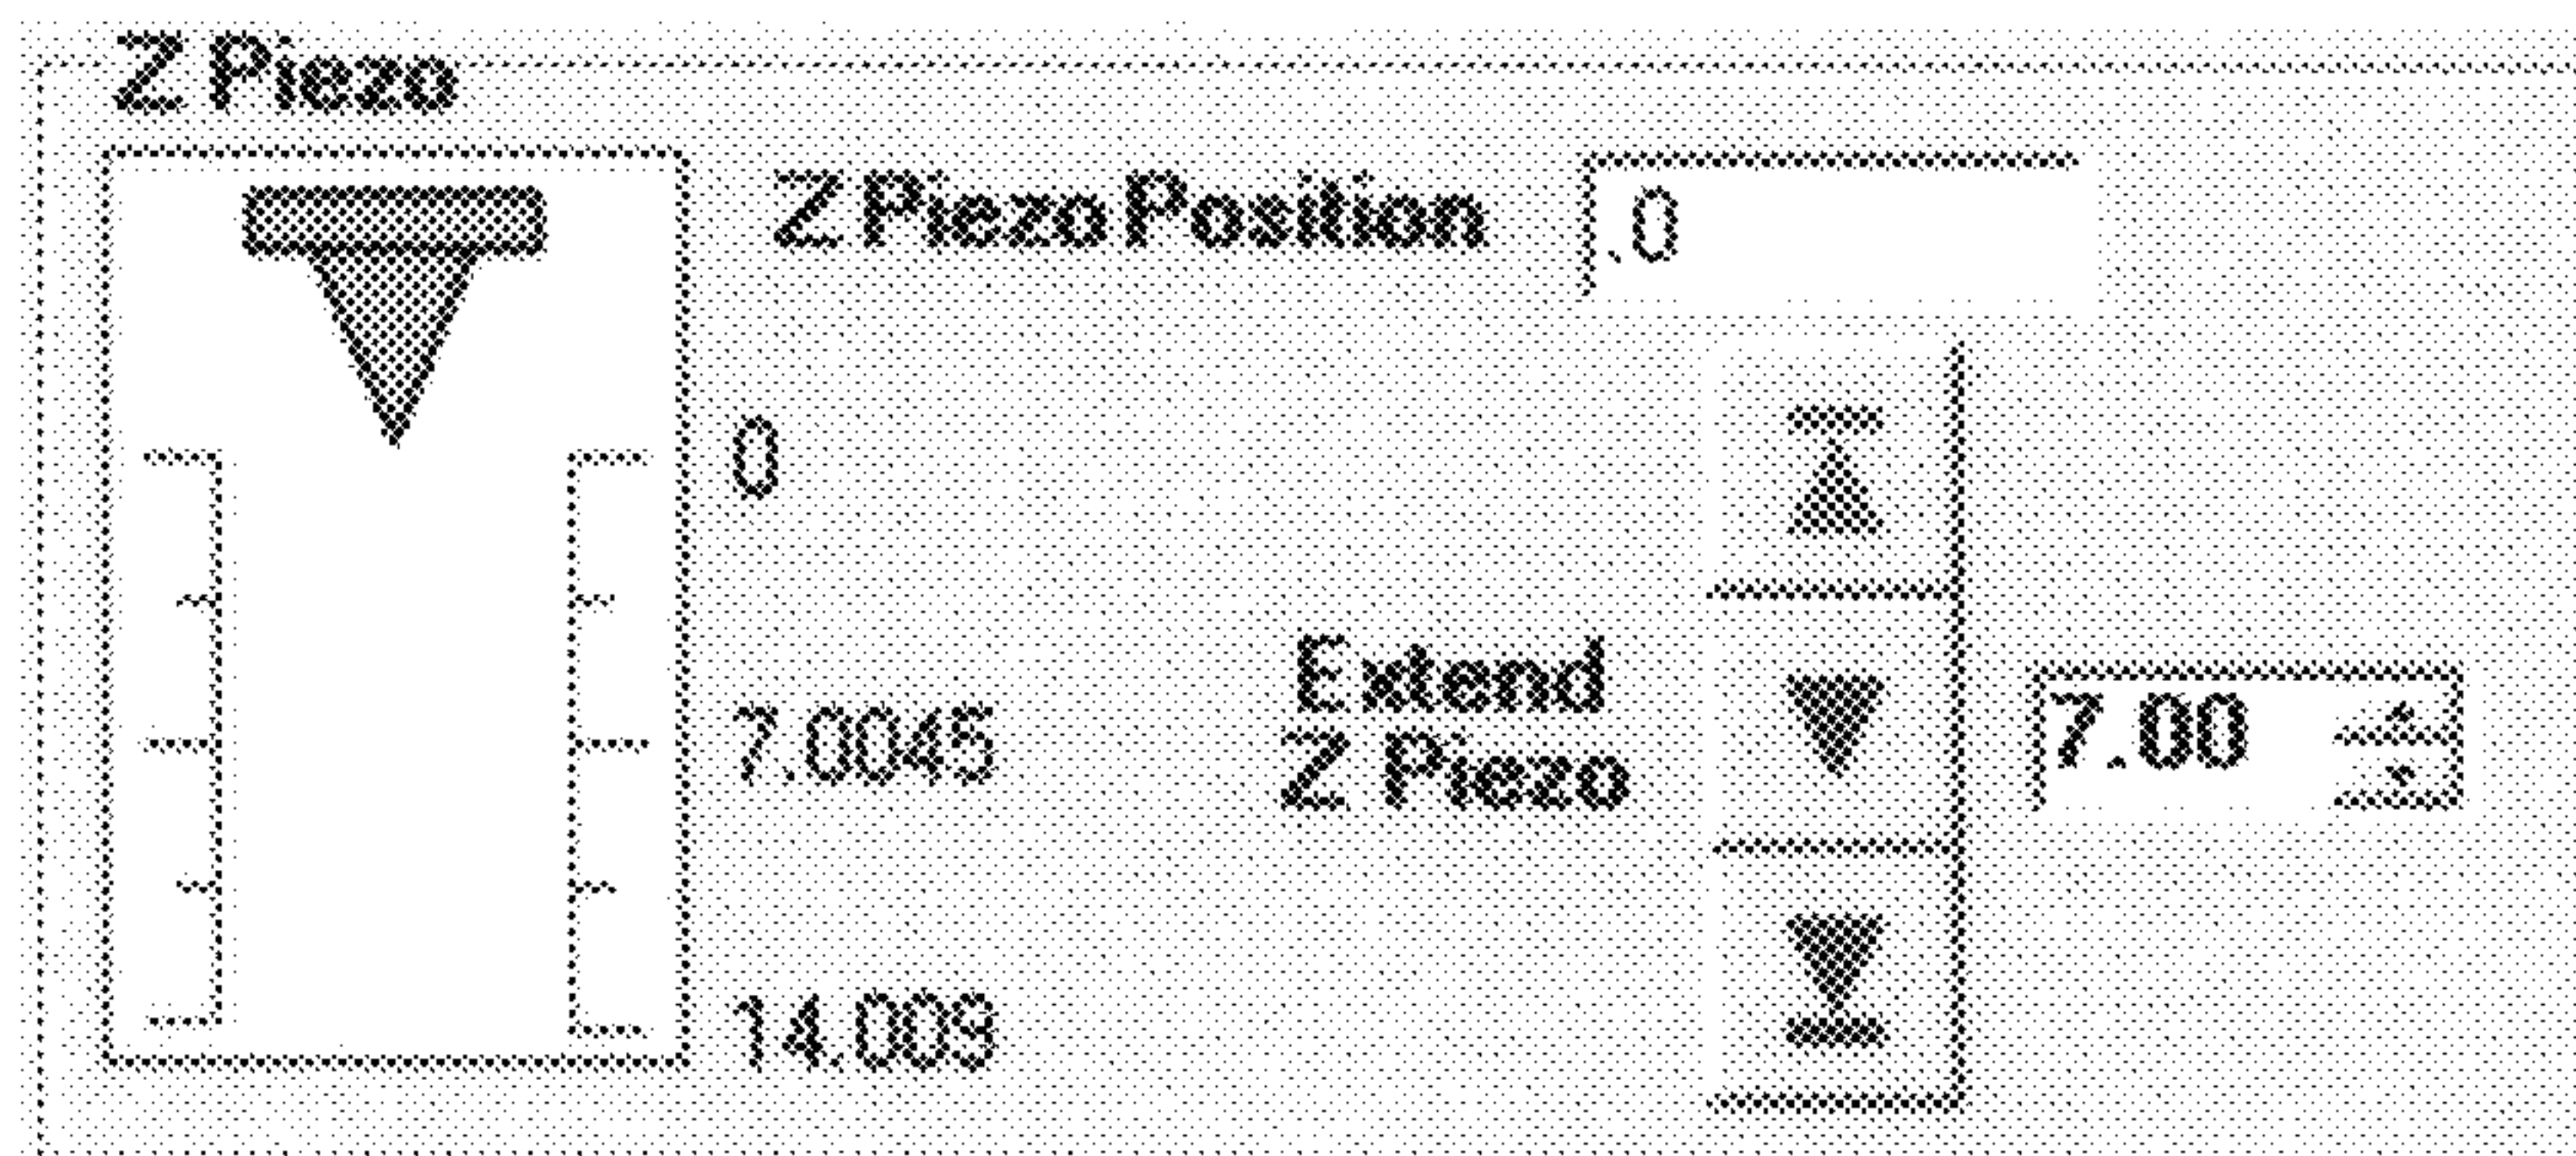 Z Piezo
Z Piezo Position .0
0
Extend
Z Piezo
7.0045
7.00
14.009